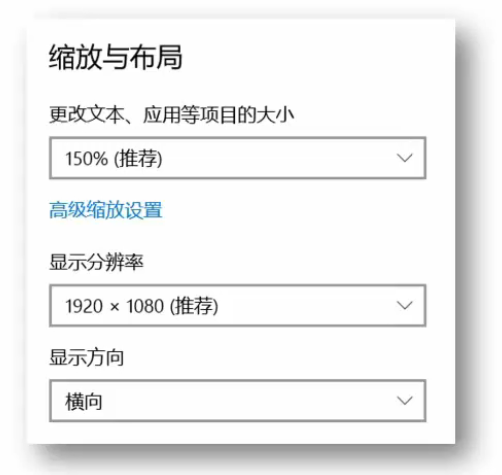 缩放与布局
更改文本、应用等项目的大小
150% (推荐)
高级缩放设置
显示分辨率
1920 × 1080 (推荐)
显示方向
横向